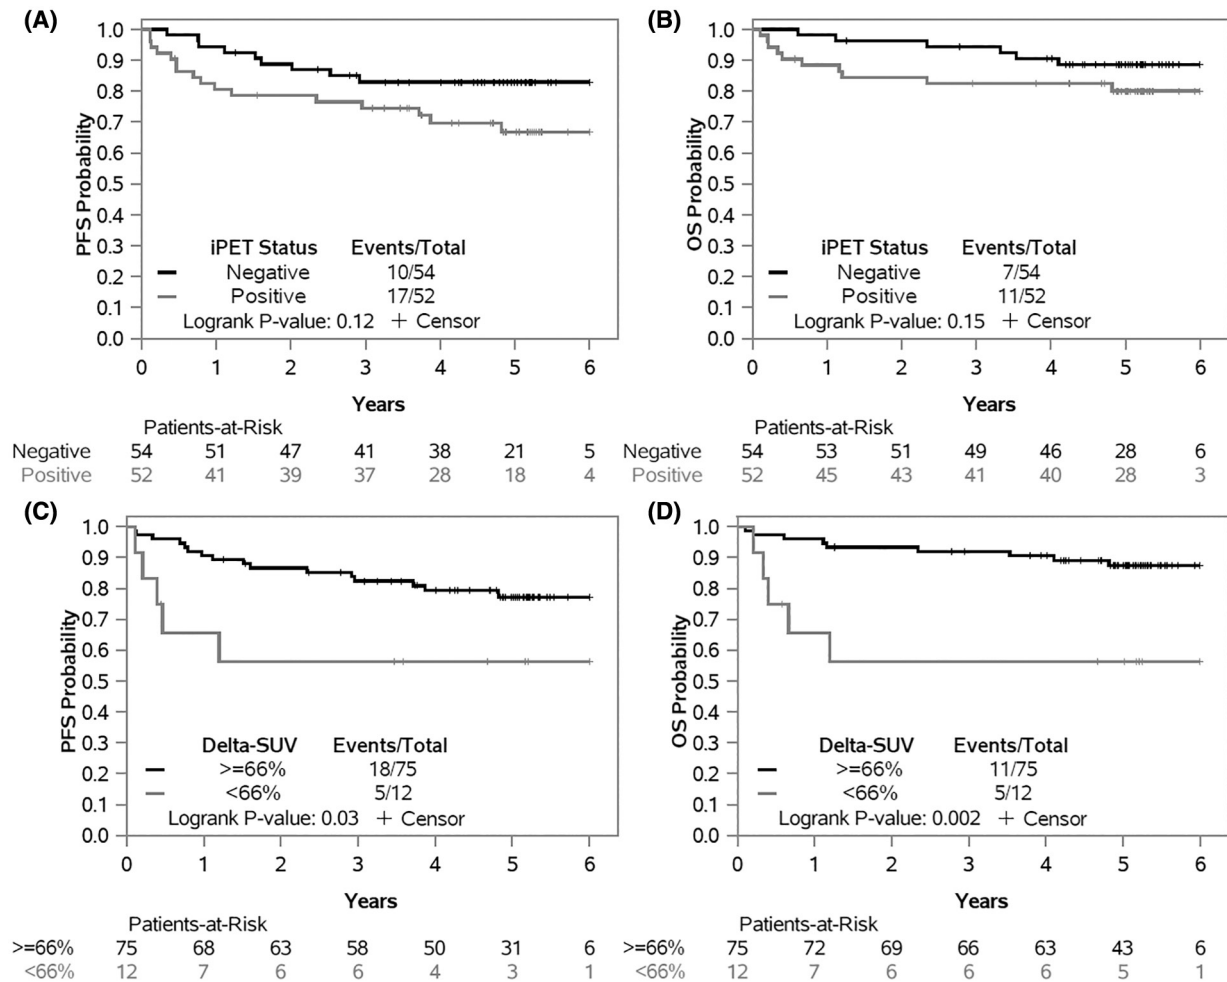 (A)
1.0
0.9
0.8
0.7
0.6
0.5
0.4
0.3
0.2
0.1
0.0
PFS Probability
iPET Status Events/Total
Negative 10/54
Positive 17/52
Logrank P-value: 0.12 + Censor
0 1 2 3 4 5 6
Years
Patients-at-Risk
Negative 54 51 47 41 38 21 5
Positive 52 41 39 37 28 18 4
(B)
1.0
0.9
0.8
0.7
0.6
0.5
0.4
0.3
0.2
0.1
0.0
OS Probability
iPET Status Events/Total
Negative 7/54
Positive 11/52
Logrank P-value: 0.15 + Censor
0 1 2 3 4 5 6
Years
Patients-at-Risk
Negative 54 53 51 49 46 28 6
Positive 52 45 43 41 40 28 3
(C)
1.0
0.9
0.8
0.7
0.6
0.5
0.4
0.3
0.2
0.1
0.0
PFS Probability
Delta-SUV Events/Total
>=66% 18/75
<66% 5/12
Logrank P-value: 0.03 + Censor
0 1 2 3 4 5 6
Years
Patients-at-Risk
>=66% 75 68 63 58 50 31 6
<66% 12 7 6 6 4 3 1
(D)
1.0
0.9
0.8
0.7
0.6
0.5
0.4
0.3
0.2
0.1
0.0
OS Probability
Delta-SUV Events/Total
>=66% 11/75
<66% 5/12
Logrank P-value: 0.002 + Censor
0 1 2 3 4 5 6
Years
Patients-at-Risk
>=66% 75 72 69 66 63 43 6
<66% 12 7 6 6 6 5 1